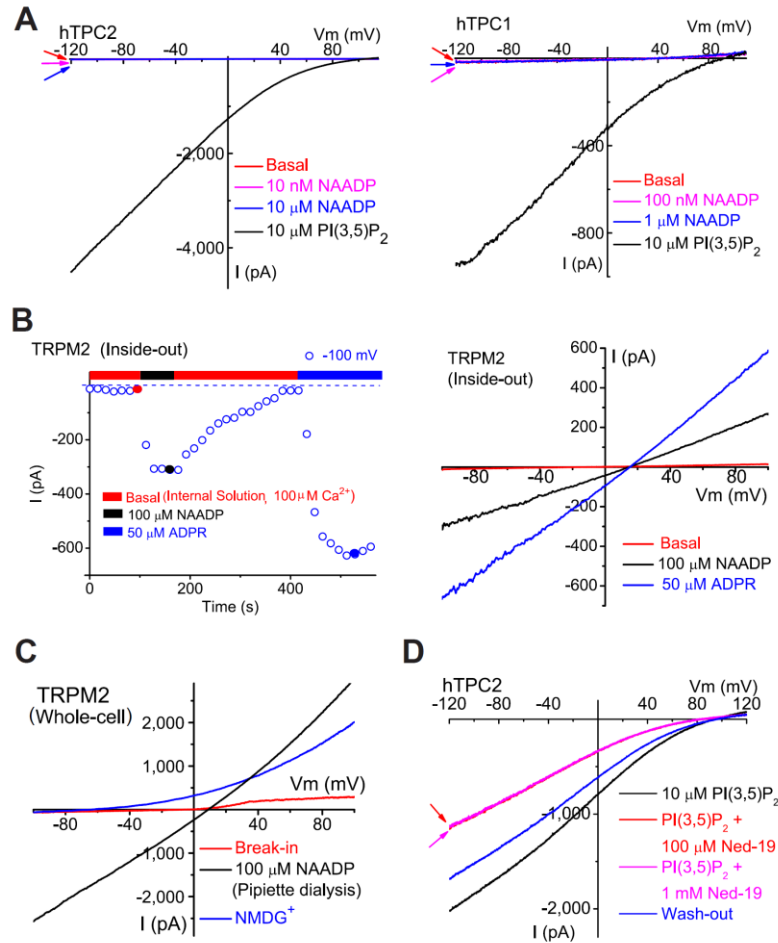 A
hTPC2
Vm (mV)
-120 -80 -40 0 40 80
-2,000
-4,000
I (pA)
Basal
10 nM NAADP
10 μM NAADP
10 μM PI(3,5)P₂
hTPC1
Vm (mV)
-120 -80 -40 0 40 80
-400
-800
I (pA)
Basal
100 nM NAADP
1 μM NAADP
10 μM PI(3,5)P₂
B
TRPM2 (Inside-out)
-100 mV
0
-200
-400
-600
I (pA)
0 200 400
Time (s)
Basal (Internal Solution, 100μM Ca²⁺)
100 μM NAADP
50 μM ADPR
TRPM2
(Inside-out)
I (pA)
600
400
200
0
-200
-400
-600
-80 -40 0 40 80
Vm (mV)
Basal
100 μM NAADP
50 μM ADPR
C
TRPM2
(Whole-cell)
2,000
1,000
0
-1,000
-2,000
I (pA)
-80 -40 0 40 80
Vm (mV)
Break-in
100 μM NAADP
(Pipiette dialysis)
NMDG⁺
D
hTPC2
Vm (mV)
-120 -80 -40 0 40 80 120
-1,000
-2,000
I (pA)
10 μM PI(3,5)P₂
PI(3,5)P₂ +
100 μM Ned-19
PI(3,5)P₂ +
1 mM Ned-19
Wash-out